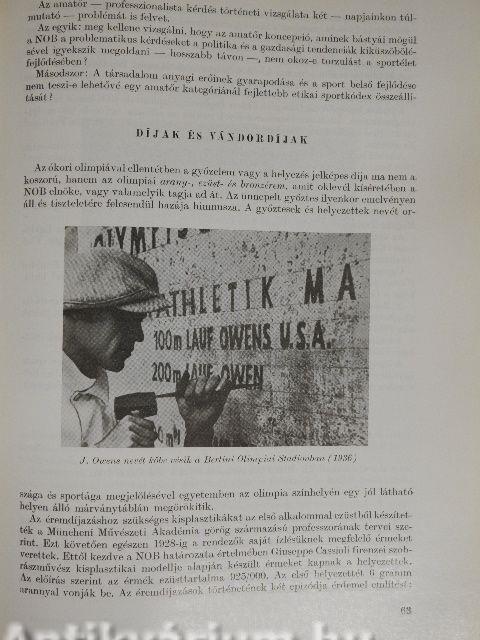 Az amatőr — professzionalista kérdés történeti vizsgálata két — napjainkon túl-
mutató — problémát is felvet.
Az egyik: meg kellene vizsgálni, hogy az amatőr koncepció, aminek bástyái mögül
a NOB a problematikus kérdéseket a politika és a gazdasági tendenciák kiküszöbölé-
sével igyekszik megoldani — hosszabb távon —, nem okoz-e torzulást a sportélet
fejlődésében?
Másodszor: A társadalom anyagi erőinek gyarapodása és a sport belső fejlődése
nem teszi-e lehetővé egy amatőr kategóriánál fejlettebb etikai sportkódex összeállí-
tását?
DÍJAK ÉS VÁNDORDÍJAK
Az ókori olimpiával ellentétben a győzelem vagy a helyezés jelképes díja ma nem a
koszorú, hanem az olimpiai arany-, ezüst- és bronzérem, amit oklevél kíséretében a
NOB elnöke, vagy valamelyik tagja ad át. Az ünnepelt győztes ilyenkor emelvényen
áll és tiszteletére felcsendül hazája himnusza. A győztesek és helyezettek nevét or-
OLYMPIS
ATHLETIK MA
100m LAUF OWENS U.S.A.
200m LAUF OWEN
m
J. Owens nevét kőbe vésik a Berlini Olimpiai Stadionban (1936)
szága és sportága megjelölésével egyetemben az olimpia színhelyén egy jól látható
helyen álló márványtáblán megörökítik.
Az éremdíjazáshoz szükséges kisplasztikákat az első alkalommal ezüstből készítet-
ték a Müncheni Művészeti Akadémia görög származású professzorának tervei sze-
rint. Ezt követően egészen 1928-ig a rendezők saját ízlésüknek megfelelő érmeket
verettek. Ettől kezdve a NOB határozata értelmében Giuseppe Cassioli firenzei szob-
rászművész kisplasztikai modellje alapján készült érmeket kapnak a helyezettek.
Az előírás szerint az érmék ezüsttartalma 925/000. Az első helyezettét 6 gramm
arannyal vonják be. Az éremdíjazások történetének két epizódja érdemel említést:
63
Antikvárium.hu